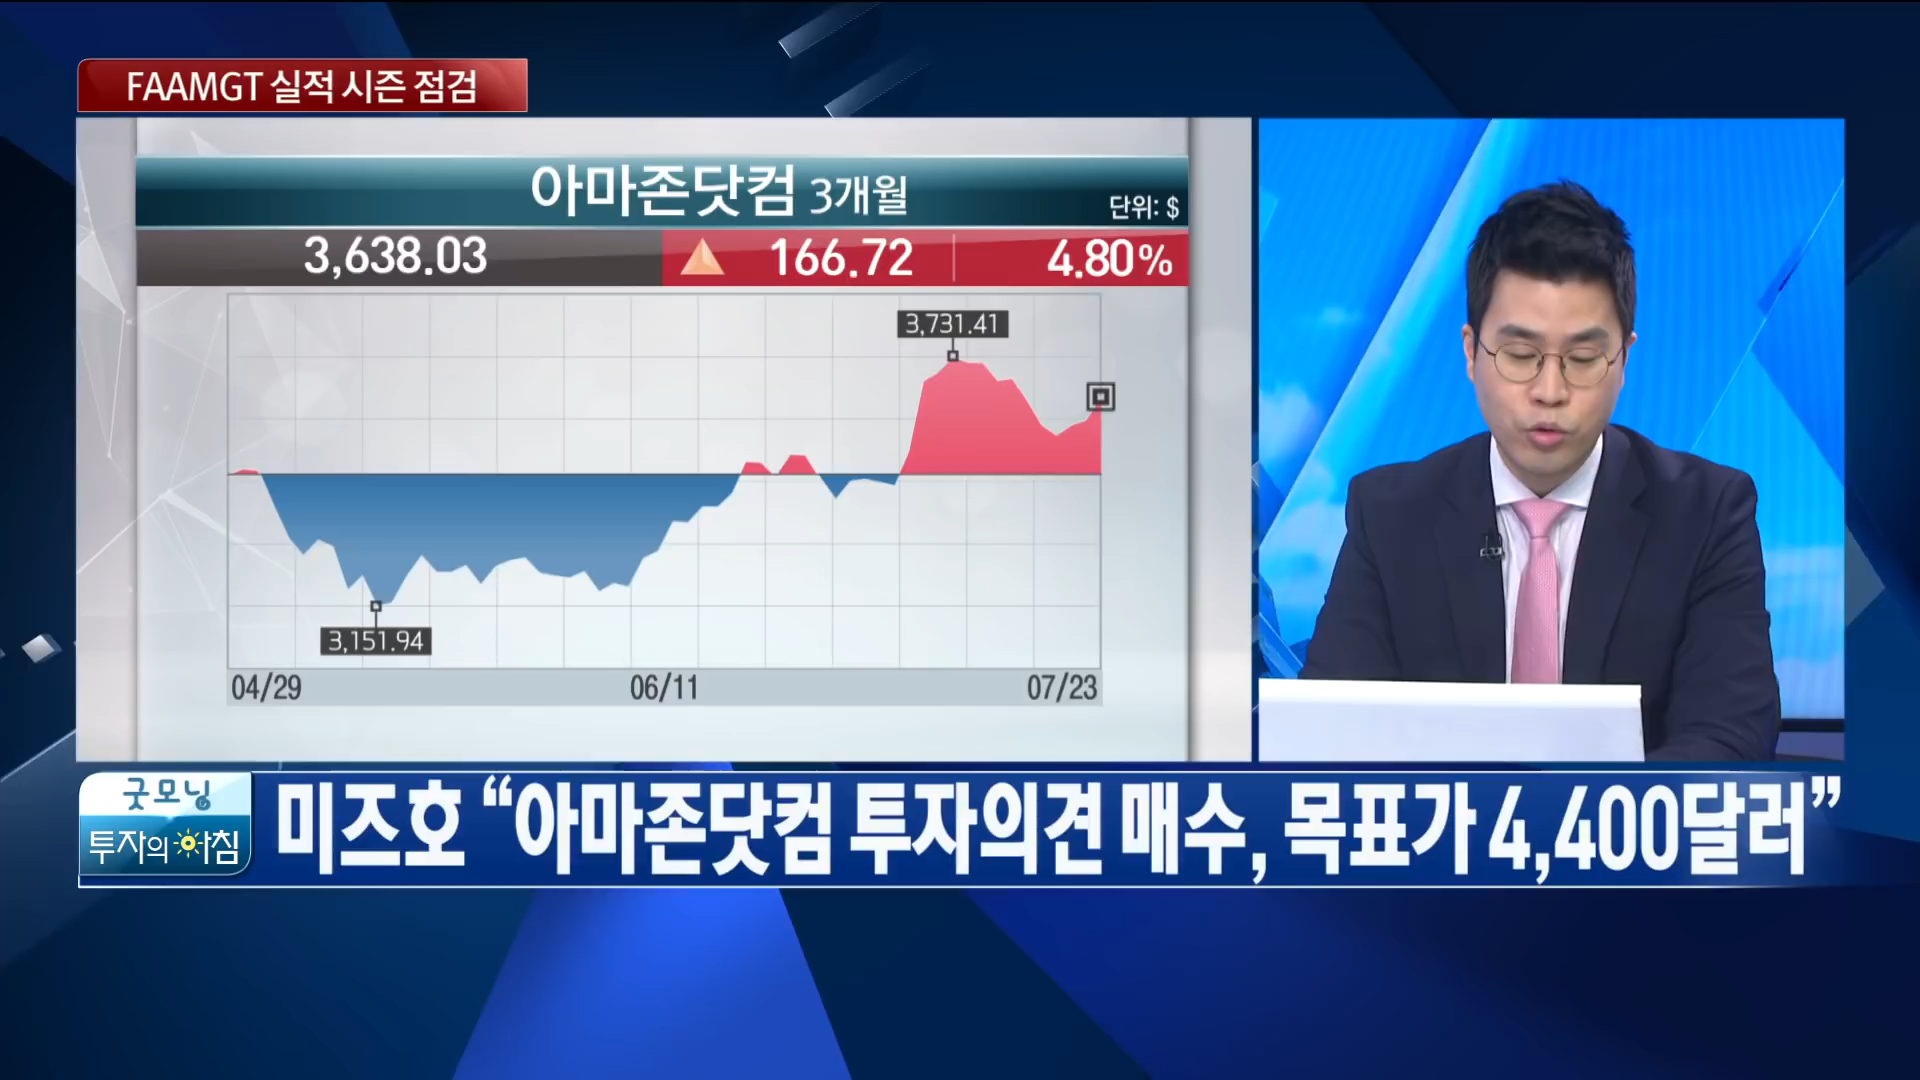 FAAMGT 실적 시즌 점검
아마존닷컴 3개월
단위: $
3,638.03 166.72 4.80%
3,731.41
3,151.94
04/29 06/11 07/23
굿모닝
투자의 아침
미즈호 “아마존닷컴 투자의견 매수, 목표가 4,400달러”